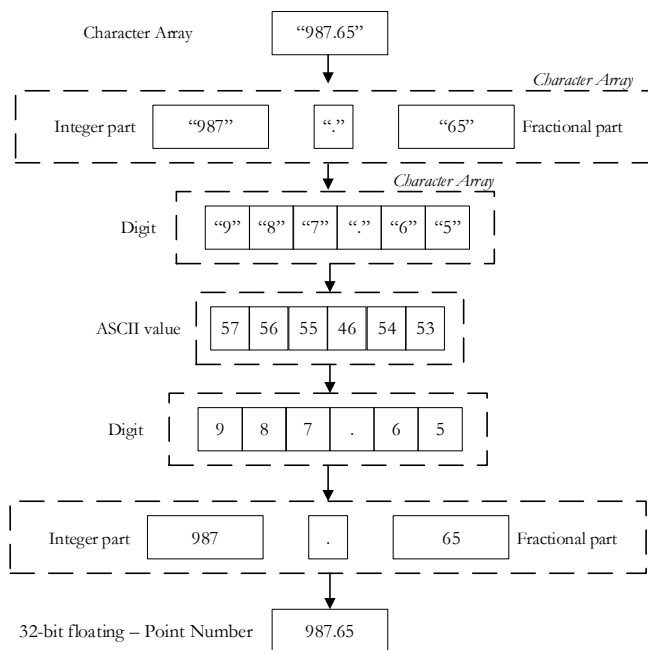 Character Array “987.65”
Character Array
Integer part “987” “.” “65” Fractional part
Character Array
Digit “9” “8” “7” “.” “6” “5”
ASCII value 57 56 55 46 54 53
Digit 9 8 7 . 6 5
Integer part 987 . 65 Fractional part
32-bit floating – Point Number 987.65